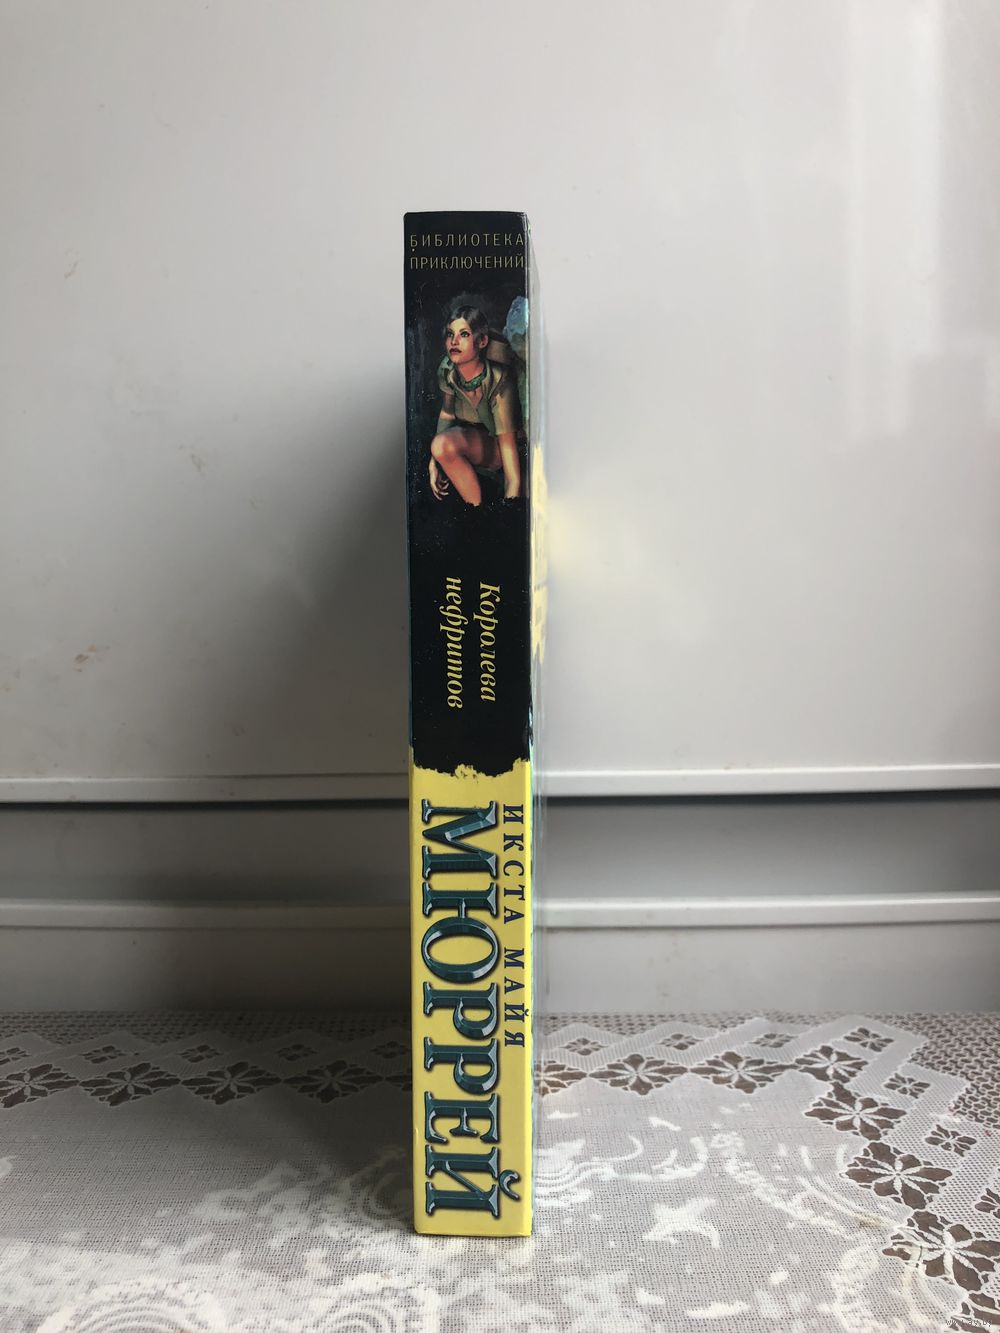 БИБЛИОТЕКА
ПРИКЛЮЧЕНИЙ
Королева
нефритов
ИКСТА МАЙЯ
МЮРРЕЙ